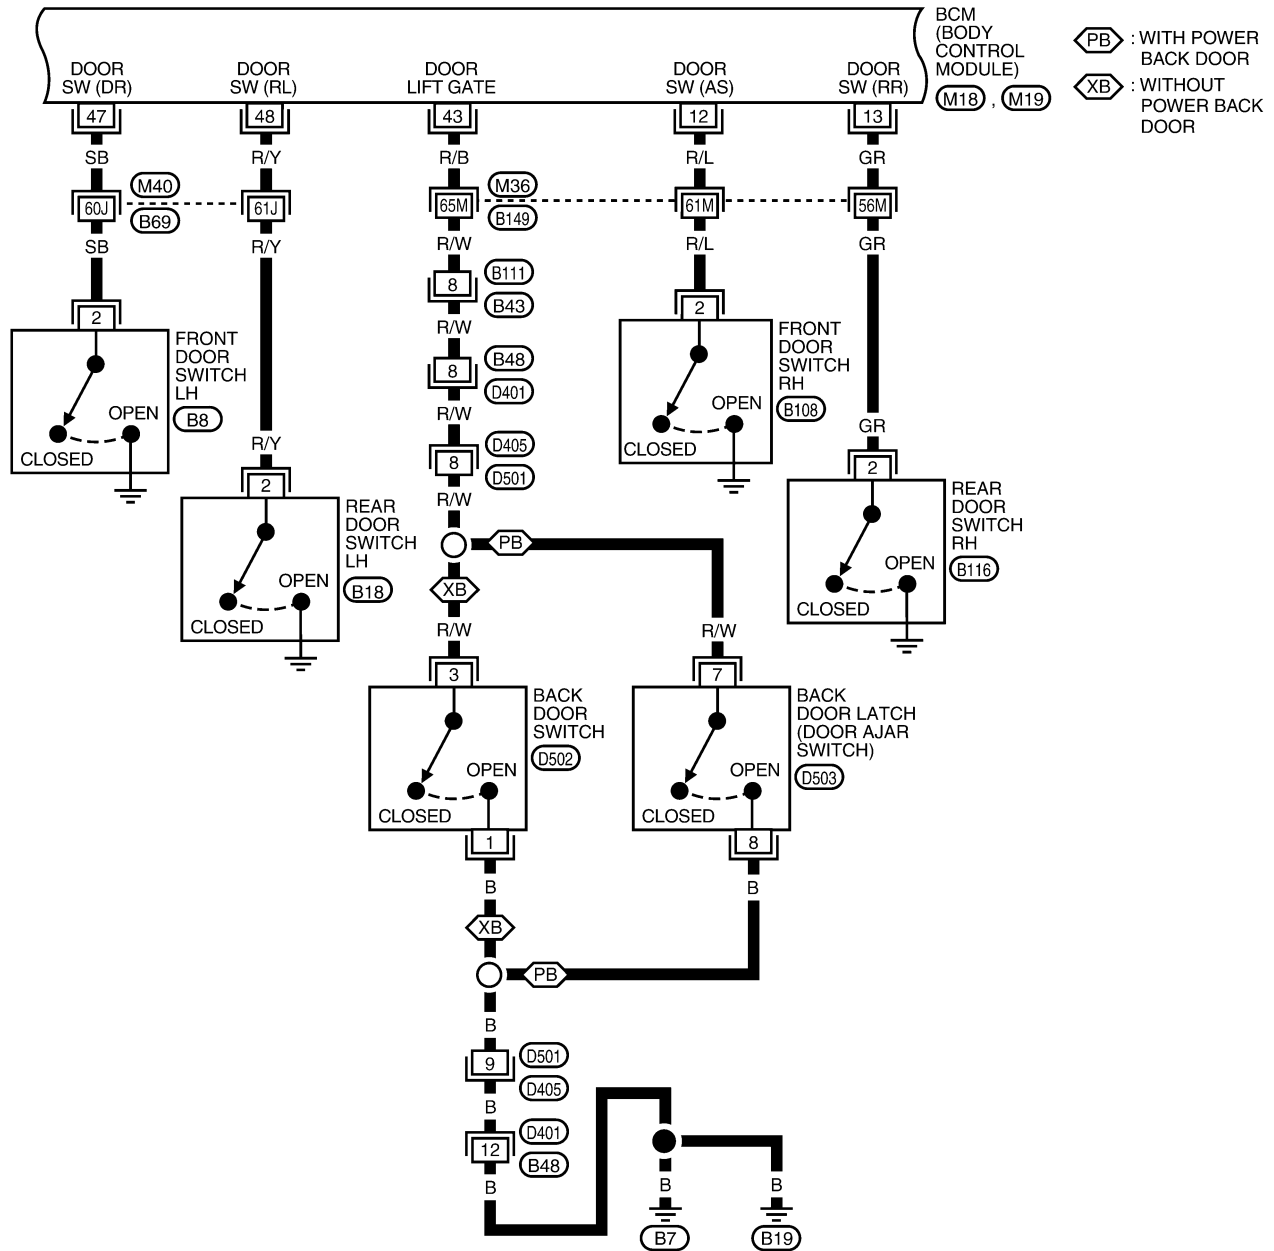 BCM
(BODY
CONTROL
MODULE)
M18 , M19
PB : WITH POWER
BACK DOOR
XB : WITHOUT
POWER BACK
DOOR
DOOR
SW (DR)
DOOR
SW (RL)
DOOR
LIFT GATE
DOOR
SW (AS)
DOOR
SW (RR)
47 48 43 12 13
SB R/Y R/B R/L GR
M40 M36
60J 61J 65M 61M 56M
B69 B149
SB R/Y R/W R/L GR
8 B111
B43
R/W
2
FRONT
DOOR
SWITCH
LH
B8
OPEN
CLOSED
2
FRONT
DOOR
SWITCH
RH
B108
OPEN
CLOSED
8 B48
D401
R/W
R/Y
GR
8 D405
D501
R/W
2
REAR
DOOR
SWITCH
LH
B18
OPEN
CLOSED
2
REAR
DOOR
SWITCH
RH
B116
OPEN
CLOSED
PB
XB
R/W R/W
3
BACK
DOOR
SWITCH
D502
OPEN
CLOSED
1
7
BACK
DOOR LATCH
(DOOR AJAR
SWITCH)
D503
OPEN
CLOSED
8
B B
XB
PB
B
9 D501
D405
B
12 D401
B48
B B B
B7 B19